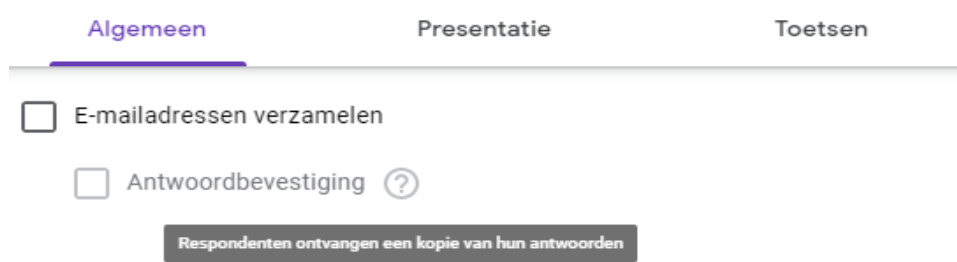 Algemeen Presentatie Toetsen
E-mailadressen verzamelen
Antwoordbevestiging ?
Respondenten ontvangen een kopie van hun antwoorden